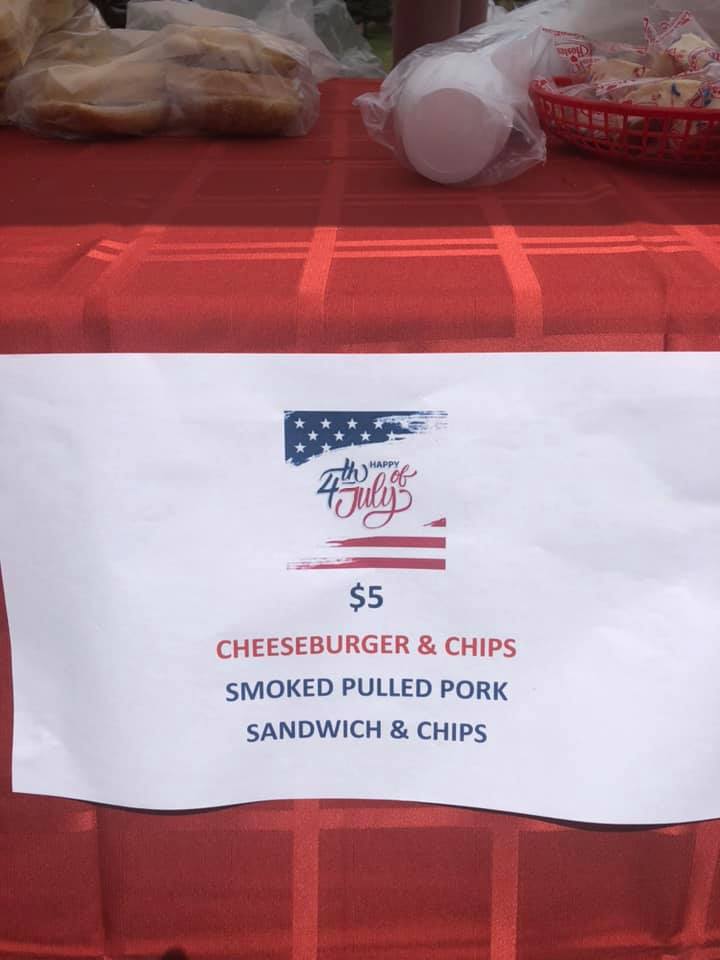 HAPPY
4th of
July
$5
CHEESEBURGER & CHIPS
SMOKED PULLED PORK
SANDWICH & CHIPS